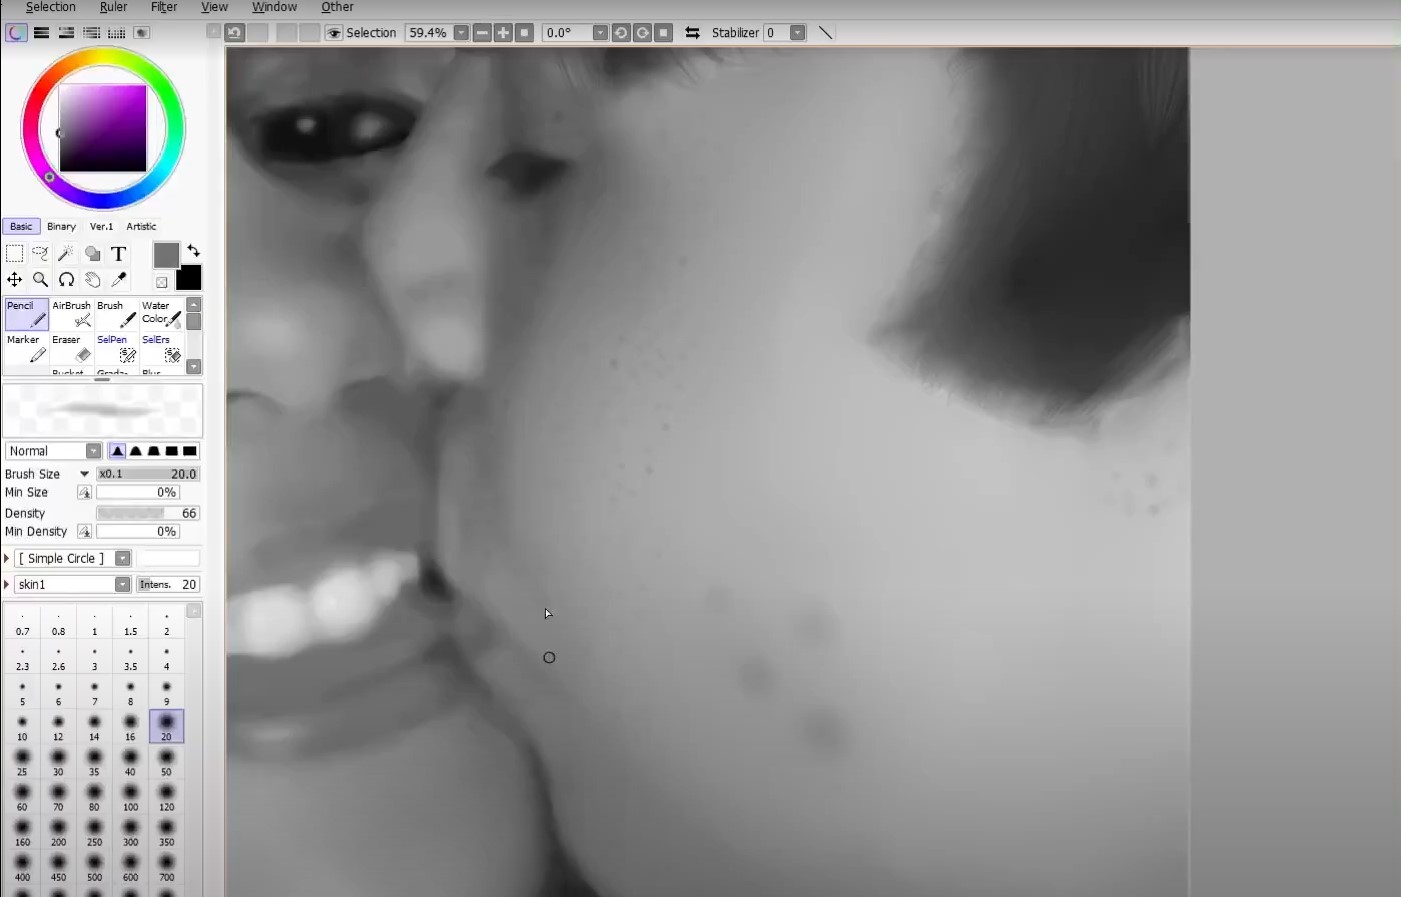 Selection Ruler Filter View Window Other
Selection 59.4% 0.0° Stabilizer 0
Basic Binary Ver.1 Artistic
T
Pencil AirBrush Brush Water Color
Marker Eraser SelPen SelErs
Normal
Brush Size x0.1 20.0
Min Size 0%
Density 66
Min Density 0%
[ Simple Circle ]
skin1 Intens. 20
0.7 0.8 1 1.5 2
2.3 2.6 3 3.5 4
5 6 7 8 9
10 12 14 16 20
25 30 35 40 50
60 70 80 100 120
160 200 250 300 350
400 450 500 600 700